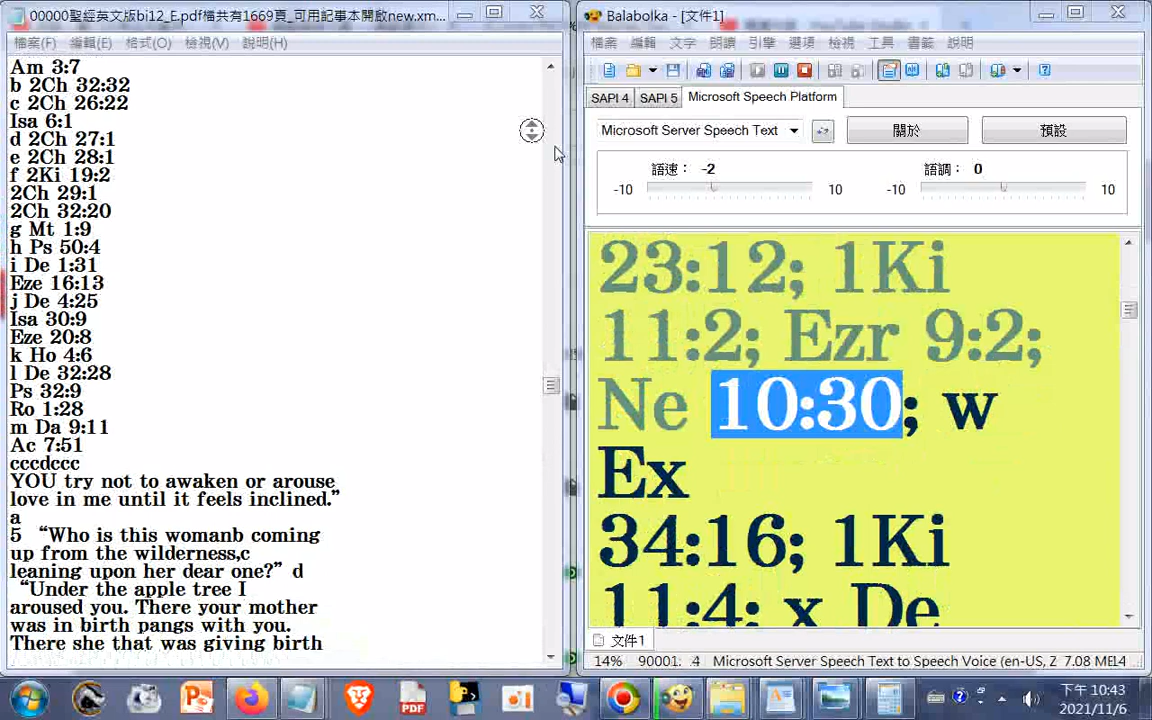 00000聖經英文版bi12_E.pdf檔共有1669頁_可用記事本開啟new.xm...
檔案(F) 編輯(E) 格式(O) 檢視(V) 說明(H)
Am 3:7
b 2Ch 32:32
c 2Ch 26:22
Isa 6:1
d 2Ch 27:1
e 2Ch 28:1
f 2Ki 19:2
2Ch 29:1
2Ch 32:20
g Mt 1:9
h Ps 50:4
i De 1:31
Eze 16:13
j De 4:25
Isa 30:9
Eze 20:8
k Ho 4:6
l De 32:28
Ps 32:9
Ro 1:28
m Da 9:11
Ac 7:51
cccdccc
YOU try not to awaken or arouse
love in me until it feels inclined.”
a
5 “Who is this womanb coming
up from the wilderness,c
leaning upon her dear one?” d
“Under the apple tree I
aroused you. There your mother
was in birth pangs with you.
There she that was giving birth
Balabolka - [文件1]
檔案 編輯 文字 朗讀 引擎 選項 檢視 工具 書籤 說明
SAPI 4 SAPI 5 Microsoft Speech Platform
Microsoft Server Speech Text 關於 預設
語速： -2 語調： 0
-10 10 -10 10
23:12; 1Ki
11:2; Ezr 9:2;
Ne 10:30; w
Ex
34:16; 1Ki
11:4; x De
文件1
14% 90001. .4 Microsoft Server Speech Text to Speech Voice (en-US, Z 7.08 ME14
PDF
下午 10:43
2021/11/6